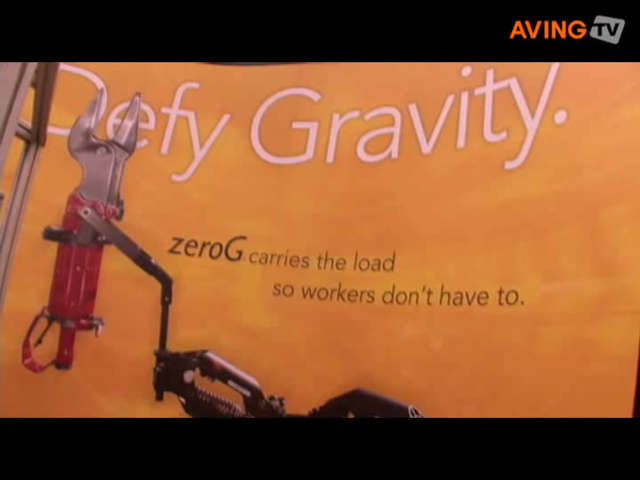 AVING TV
Defy Gravity.
zeroG carries the load
so workers don't have to.